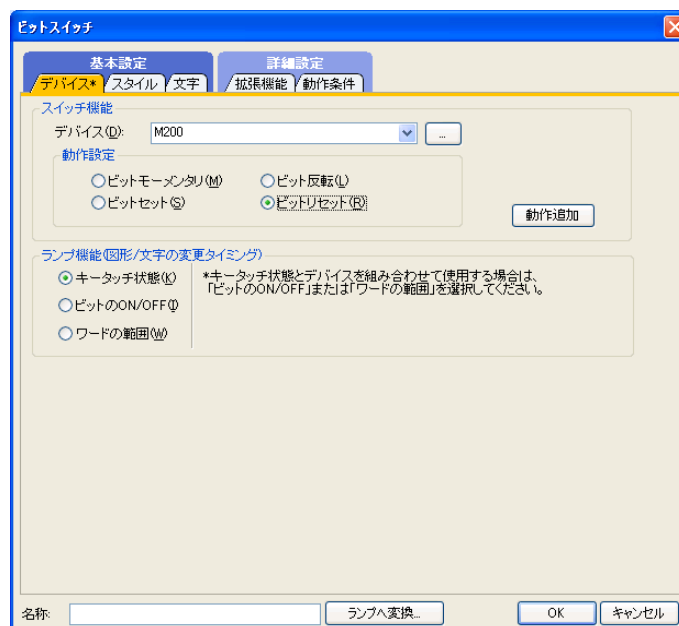 ビットスイッチ
基本設定 詳細設定
デバイス* スタイル 文字 拡張機能 動作条件
スイッチ機能
デバイス(D): M200 ...
動作設定
ビットモーメンタリ(M) ビット反転(L)
ビットセット(S) ビットリセット(R)
動作追加
ランプ機能(図形/文字の変更タイミング)
キータッチ状態(K) *キータッチ状態とデバイスを組み合わせて使用する場合は、
「ビットのON/OFF」または「ワードの範囲」を選択してください。
ビットのON/OFF(I)
ワードの範囲(W)
名称: ランプへ変換... OK キャンセル